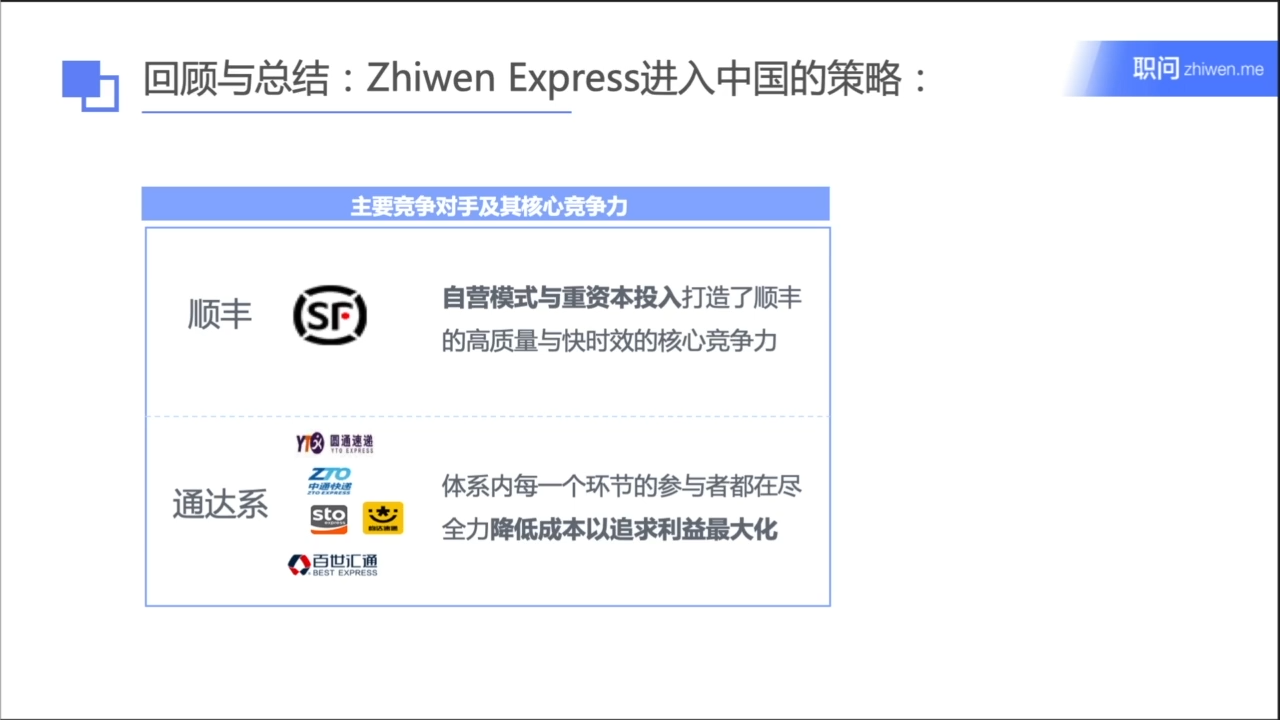 回顾与总结：Zhiwen Express进入中国的策略：
职问 zhiwen.me
主要竞争对手及其核心竞争力
顺丰
SF
自营模式与重资本投入打造了顺丰
的高质量与快时效的核心竞争力
通达系
YTO 圆通速递
YTO EXPRESS
ZTO
中通快递
ZTO EXPRESS
sto
express
韵达速递
百世汇通
BEST EXPRESS
体系内每一个环节的参与者都在尽
全力降低成本以追求利益最大化